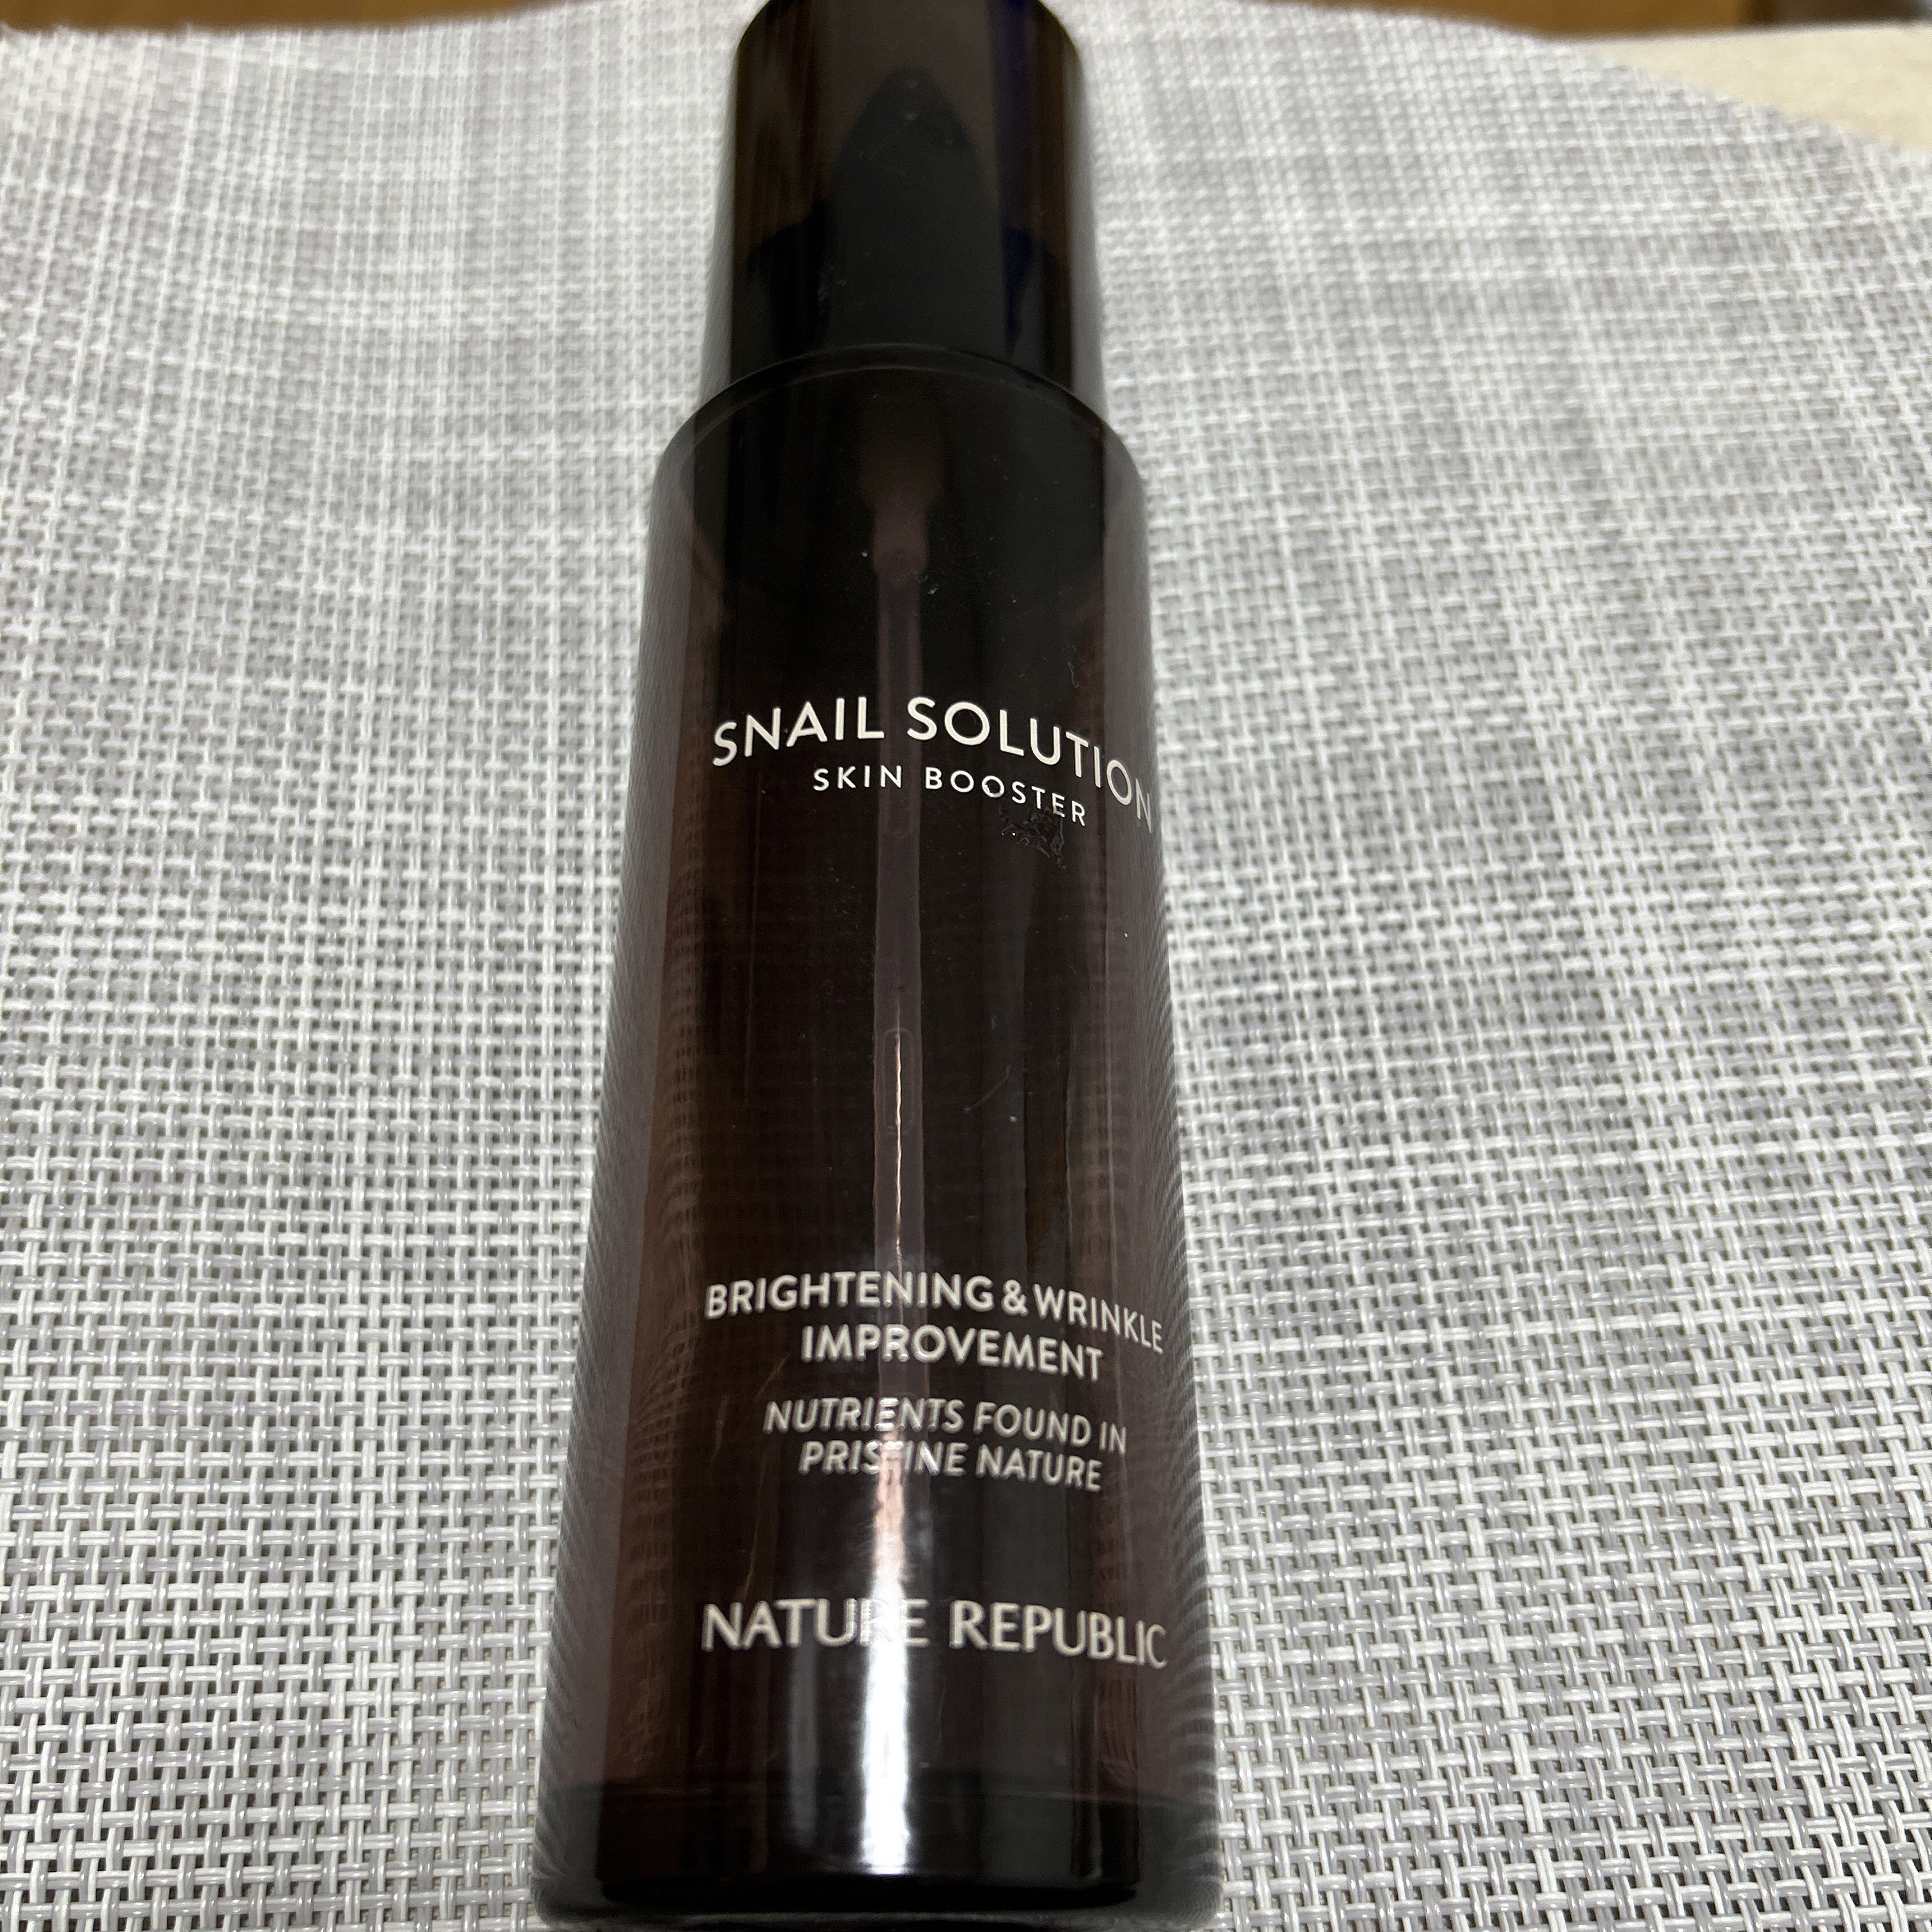 SNAIL SOLUTION
SKIN BOOSTER
BRIGHTENING & WRINKLE
IMPROVEMENT
NUTRIENTS FOUND IN
PRISTINE NATURE
NATURE REPUBLIC